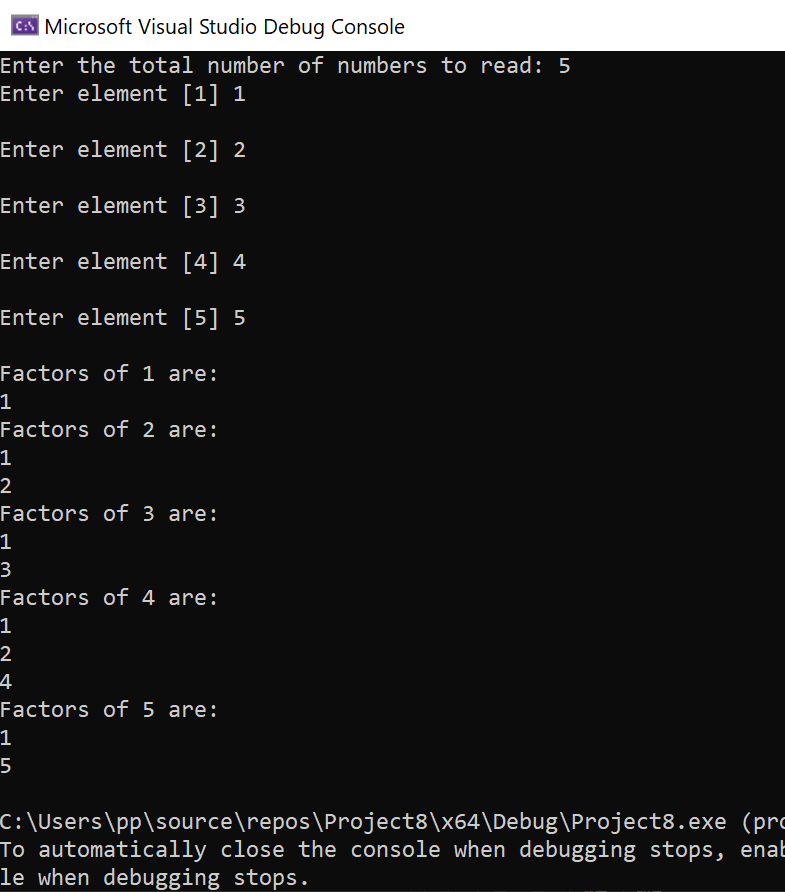 Microsoft Visual Studio Debug Console
Enter the total number of numbers to read: 5
Enter element [1] 1
Enter element [2] 2
Enter element [3] 3
Enter element [4] 4
Enter element [5] 5
Factors of 1 are:
1
Factors of 2 are:
1
2
Factors of 3 are:
1
3
Factors of 4 are:
1
2
4
Factors of 5 are:
1
5
C:\Users\pp\source\repos\Project8\x64\Debug\Project8.exe (pro
To automatically close the console when debugging stops, enab
le when debugging stops.